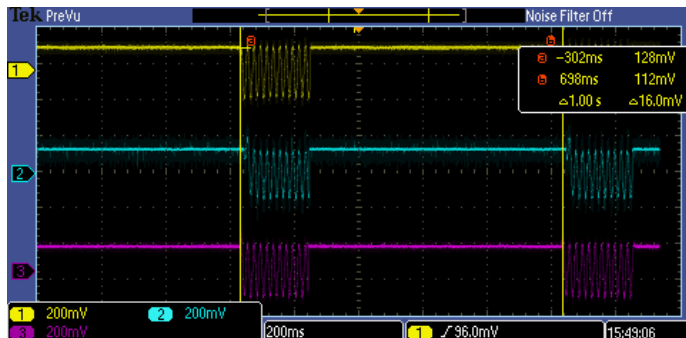 Tek PreVu
Noise Filter Off
a
b
a -302ms 128mV
b 698ms 112mV
△1.00 s △16.0mV
1
2
3
1 200mV 2 200mV
3 200mV
200ms
1 96.0mV
15:49:06